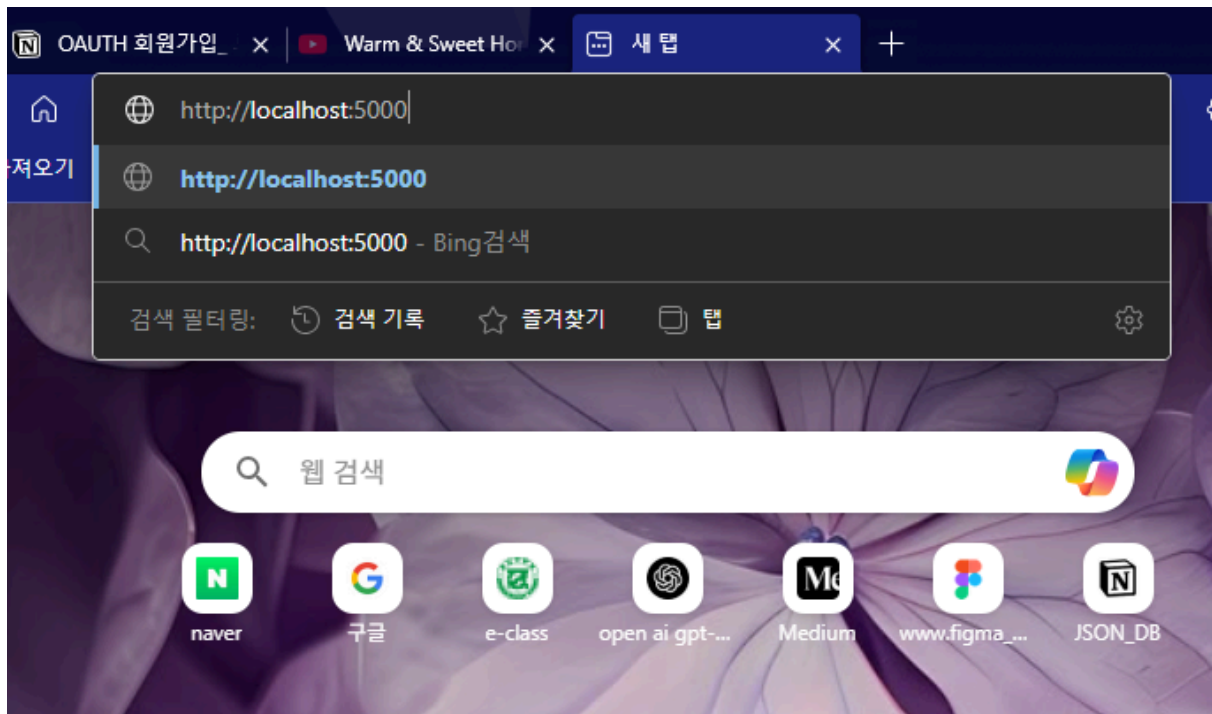 OAUTH 회원가입_
Warm & Sweet Ho
새 탭
http://localhost:5000
져오기
http://localhost:5000
http://localhost:5000 - Bing검색
검색 필터링: 검색 기록 즐겨찾기 탭
웹 검색
N G Me N
naver 구글 e-class open ai gpt-... Medium www.figma_... JSON_DB